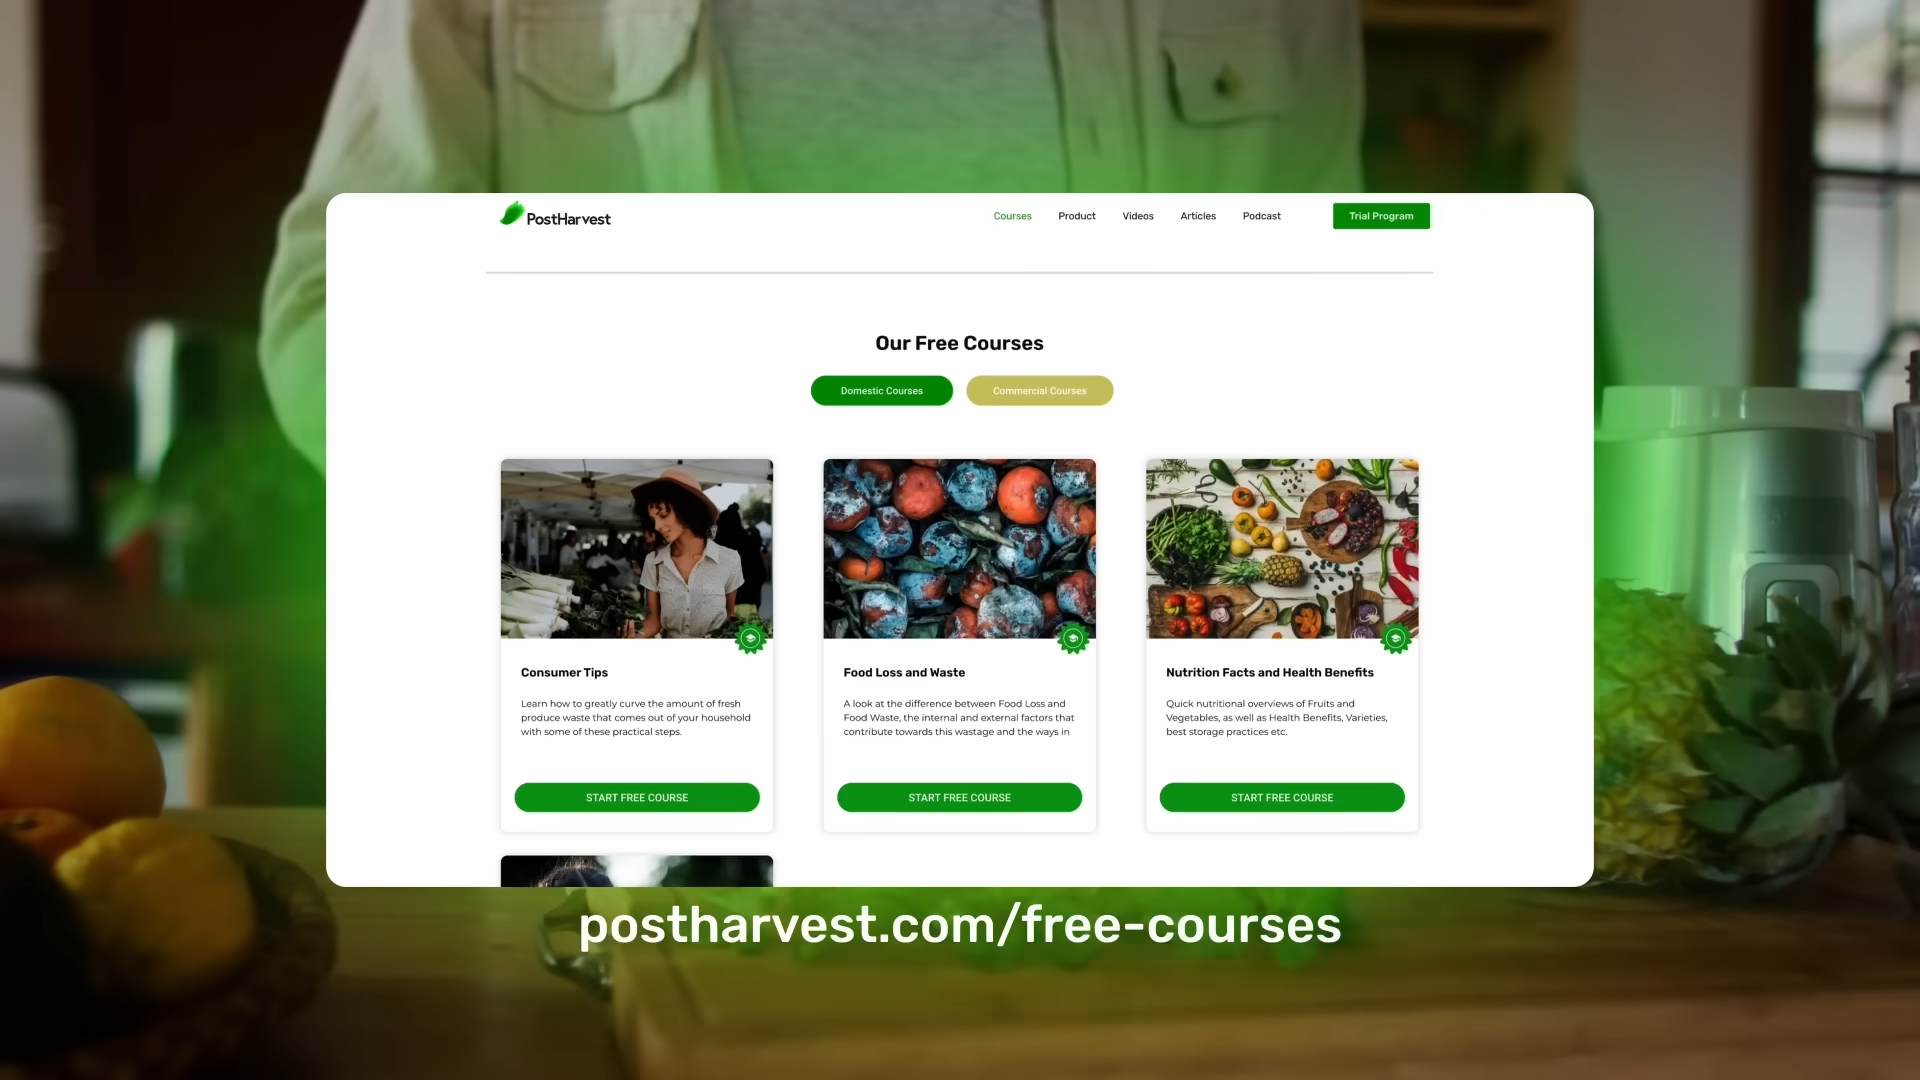 PostHarvest
Courses Product Videos Articles Podcast Trial Program
Our Free Courses
Domestic Courses Commercial Courses
Consumer Tips
Learn how to greatly curve the amount of fresh
produce waste that comes out of your household
with some of these practical steps.
START FREE COURSE
Food Loss and Waste
A look at the difference between Food Loss and
Food Waste, the internal and external factors that
contribute towards this wastage and the ways in
START FREE COURSE
Nutrition Facts and Health Benefits
Quick nutritional overviews of Fruits and
Vegetables, as well as Health Benefits, Varieties,
best storage practices etc.
START FREE COURSE
postharvest.com/free-courses